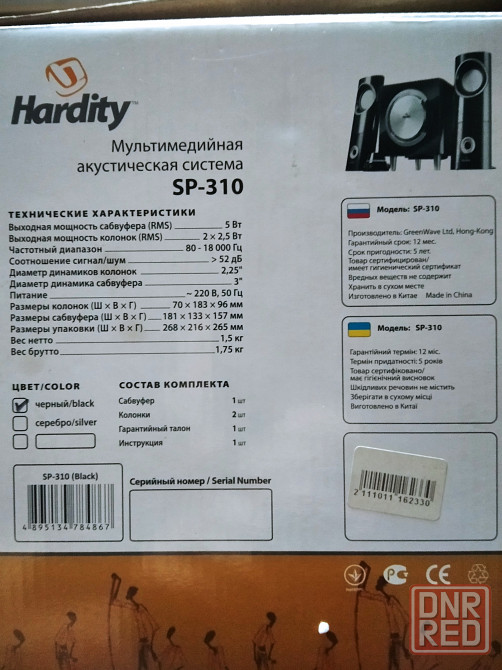 Hardity™
Мультимедийная
акустическая система
SP-310
ТЕХНИЧЕСКИЕ ХАРАКТЕРИСТИКИ
Выходная мощность сабвуфера (RMS) 5 Вт
Выходная мощность колонок (RMS) 2 × 2,5 Вт
Частотный диапазон 80 - 18 000 Гц
Соотношение сигнал/шум > 52 дБ
Диаметр динамиков колонок 2,25"
Диаметр динамика сабвуфера 3"
Питание ~ 220 В, 50 Гц
Размеры колонок (Ш × В × Г) 70 x 183 x 96 мм
Размеры сабвуфера (Ш × В × Г) 181 x 133 x 157 мм
Размеры упаковки (Ш × В × Г) 268 x 216 x 265 мм
Вес нетто 1,5 кг
Вес брутто 1,75 кг
ЦВЕТ/COLOR
черный/black
серебро/silver
СОСТАВ КОМПЛЕКТА
Сабвуфер 1 шт
Колонки 2 шт
Гарантийный талон 1 шт
Инструкция 1 шт
SP-310 (Black)
4 895134 784867
Серийный номер / Serial Number
Модель: SP-310
Производитель: GreenWave Ltd, Hong-Kong
Гарантийный срок: 12 мес.
Срок пригодности: 5 лет.
Товар сертифицирован/
имеет гигиенический сертификат
Вредных веществ не содержит
Хранить в сухом месте
Изготовлено в Китае Made in China
Модель: SP-310
Гарантійний термін: 12 міс.
Термін придатності: 5 років
Товар сертифіковано/
має гігієнічний висновок
Шкідливих речовин не містить
Зберігати в сухому місці
Виготовлено в Китаї
2 111011 162330
CE
DNR
RED